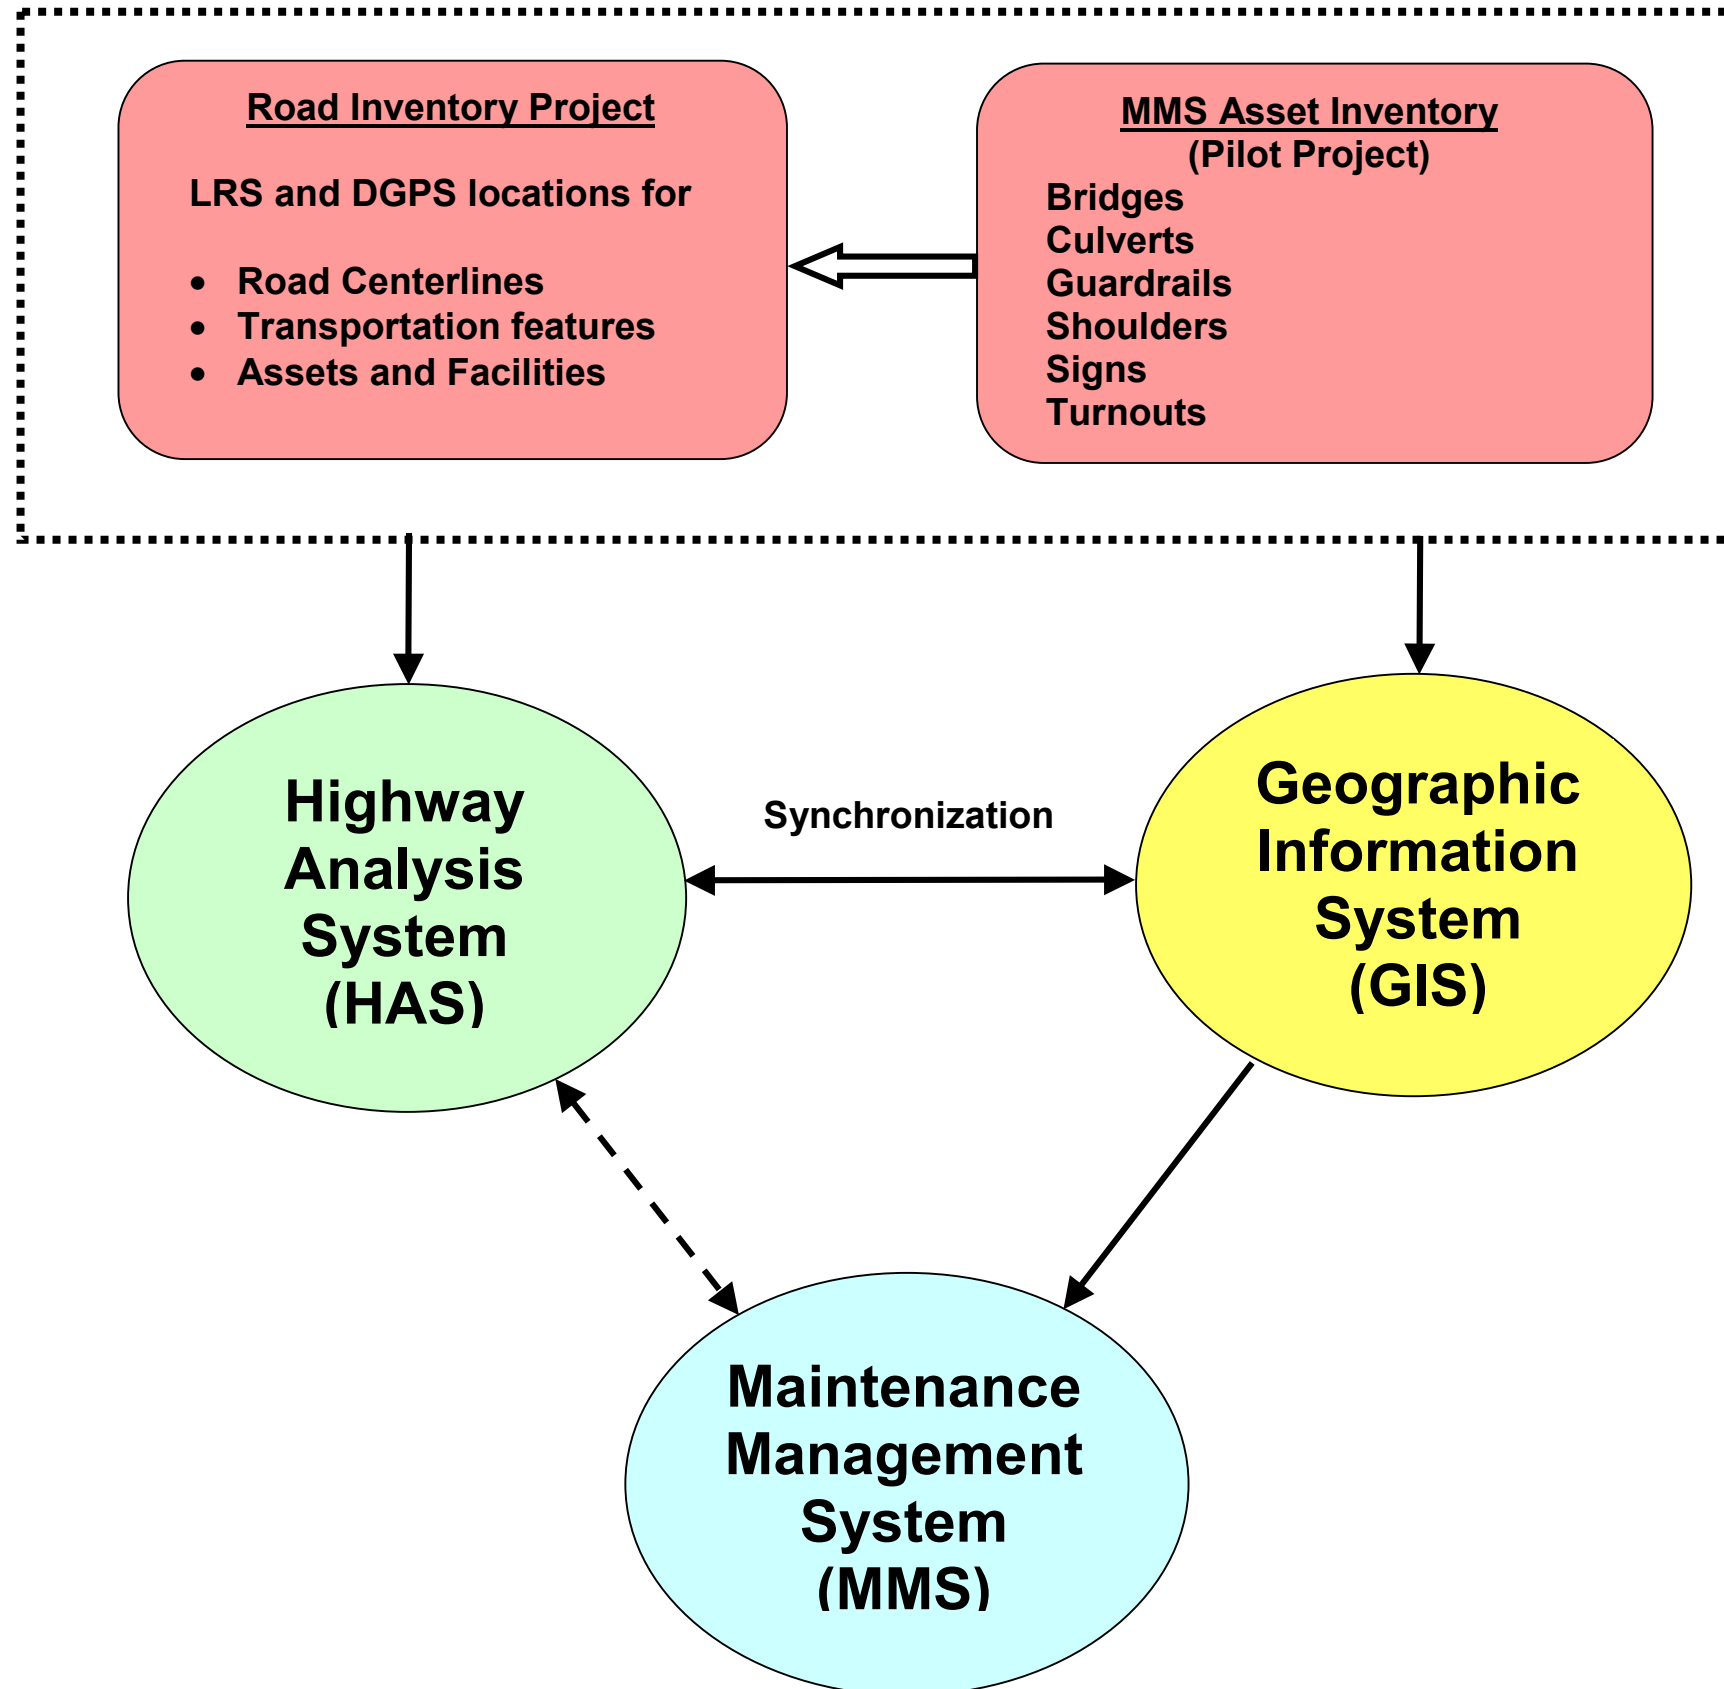 Road Inventory Project
LRS and DGPS locations for
• Road Centerlines
• Transportation features
• Assets and Facilities
MMS Asset Inventory
(Pilot Project)
Bridges
Culverts
Guardrails
Shoulders
Signs
Turnouts
Highway
Analysis
System
(HAS)
Synchronization
Geographic
Information
System
(GIS)
Maintenance
Management
System
(MMS)